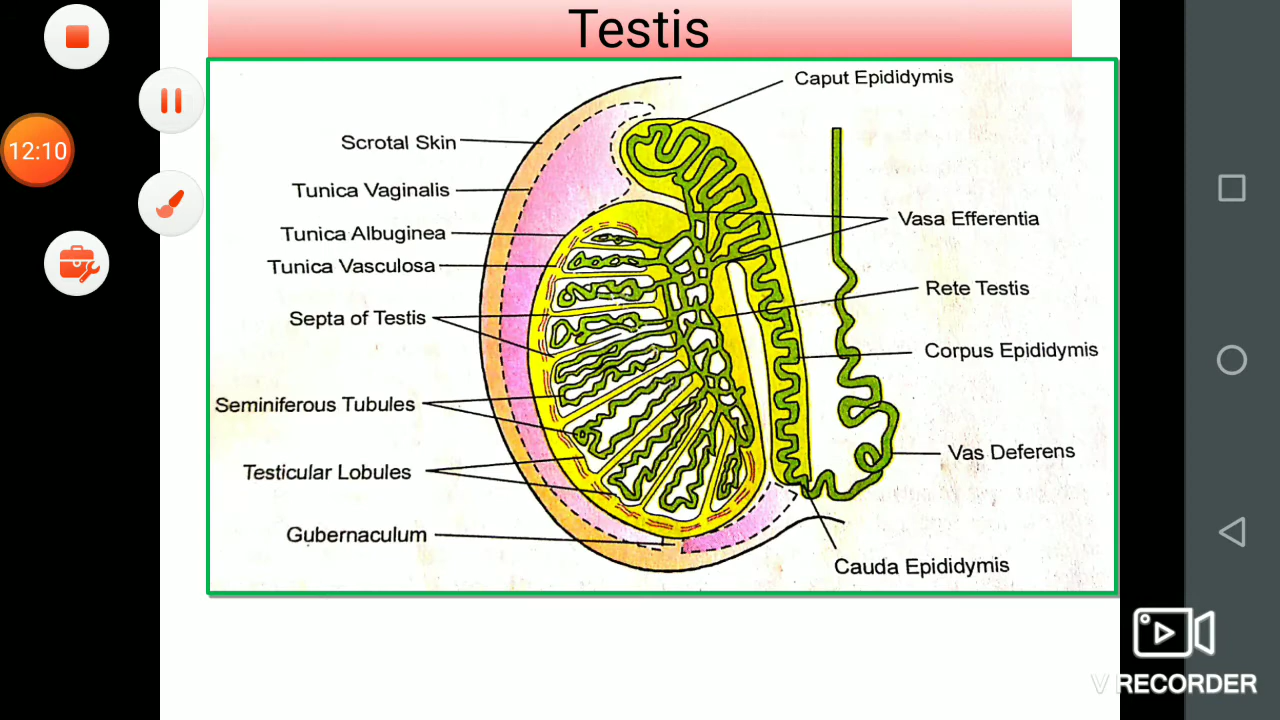 Testis
12:10
Caput Epididymis
Scrotal Skin
Tunica Vaginalis
Vasa Efferentia
Tunica Albuginea
Tunica Vasculosa
Rete Testis
Septa of Testis
Corpus Epididymis
Seminiferous Tubules
Vas Deferens
Testicular Lobules
Gubernaculum
Cauda Epididymis
V RECORDER